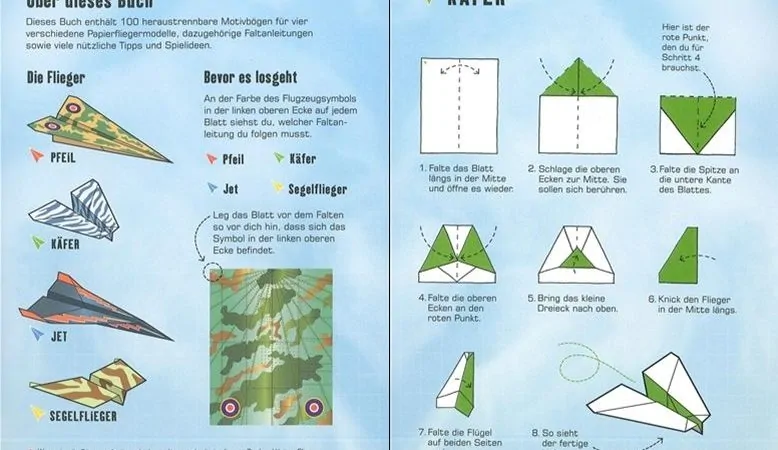 Über dieses Buch
Dieses Buch enthält 100 heraustrennbare Motivbögen für vier
verschiedene Papierfliegermodelle, dazugehörige Faltanleitungen
sowie viele nützliche Tipps und Spielideen.
Die Flieger
PFEIL
KÄFER
JET
SEGELFLIEGER
Bevor es losgeht
An der Farbe des Flugzeugsymbols
in der linken oberen Ecke auf jedem
Blatt siehst du, welcher Faltan-
leitung du folgen musst.
Pfeil
Käfer
Jet
Segelflieger
Leg das Blatt vor dem Falten
so vor dich hin, dass sich das
Symbol in der linken oberen
Ecke befindet.
KÄFER
Hier ist der
rote Punkt,
den du für
Schritt 4
brauchst.
1. Falte das Blatt
längs in der Mitte
und öffne es wieder.
2. Schlage die oberen
Ecken zur Mitte. Sie
sollen sich berühren.
3. Falte die Spitze an
die untere Kante
des Blattes.
4. Falte die oberen
Ecken an den
roten Punkt.
5. Bring das kleine
Dreieck nach oben.
6. Knick den Flieger
in der Mitte längs.
7. Falte die Flügel
auf beiden Seiten
8. So sieht
der fertige